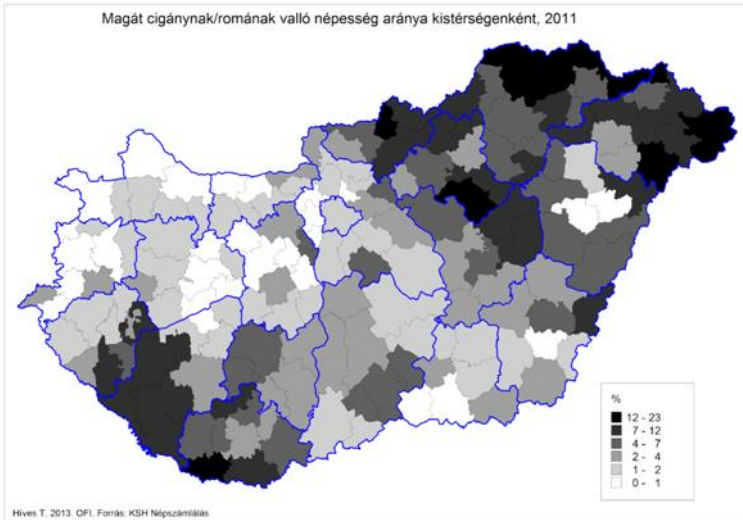 Magát cigánynak/romának valló népesség aránya kistérségenként, 2011
%
12 - 23
7 - 12
4 - 7
2 - 4
1 - 2
0 - 1
Híves T. 2013. OFI. Forrás: KSH Népszámlálás